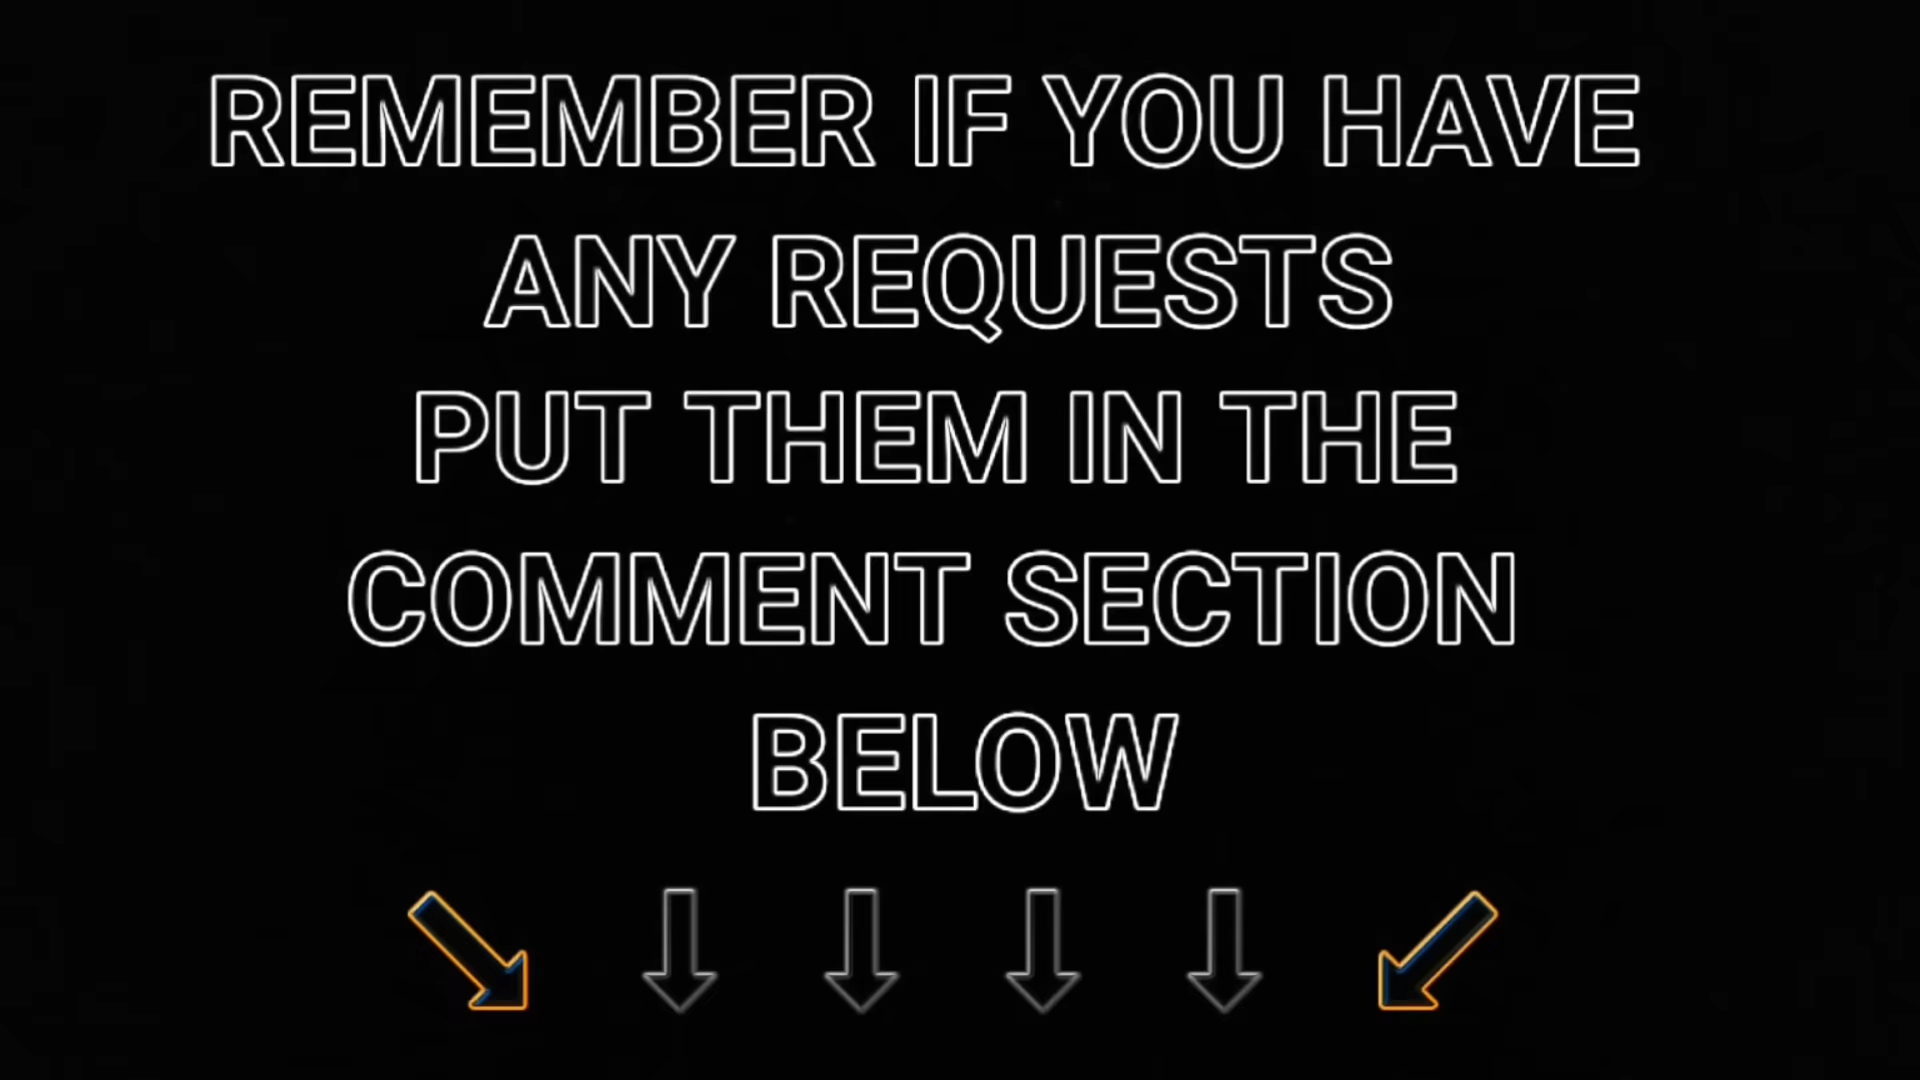 REMEMBER IF YOU HAVE
ANY REQUESTS
PUT THEM IN THE
COMMENT SECTION
BELOW